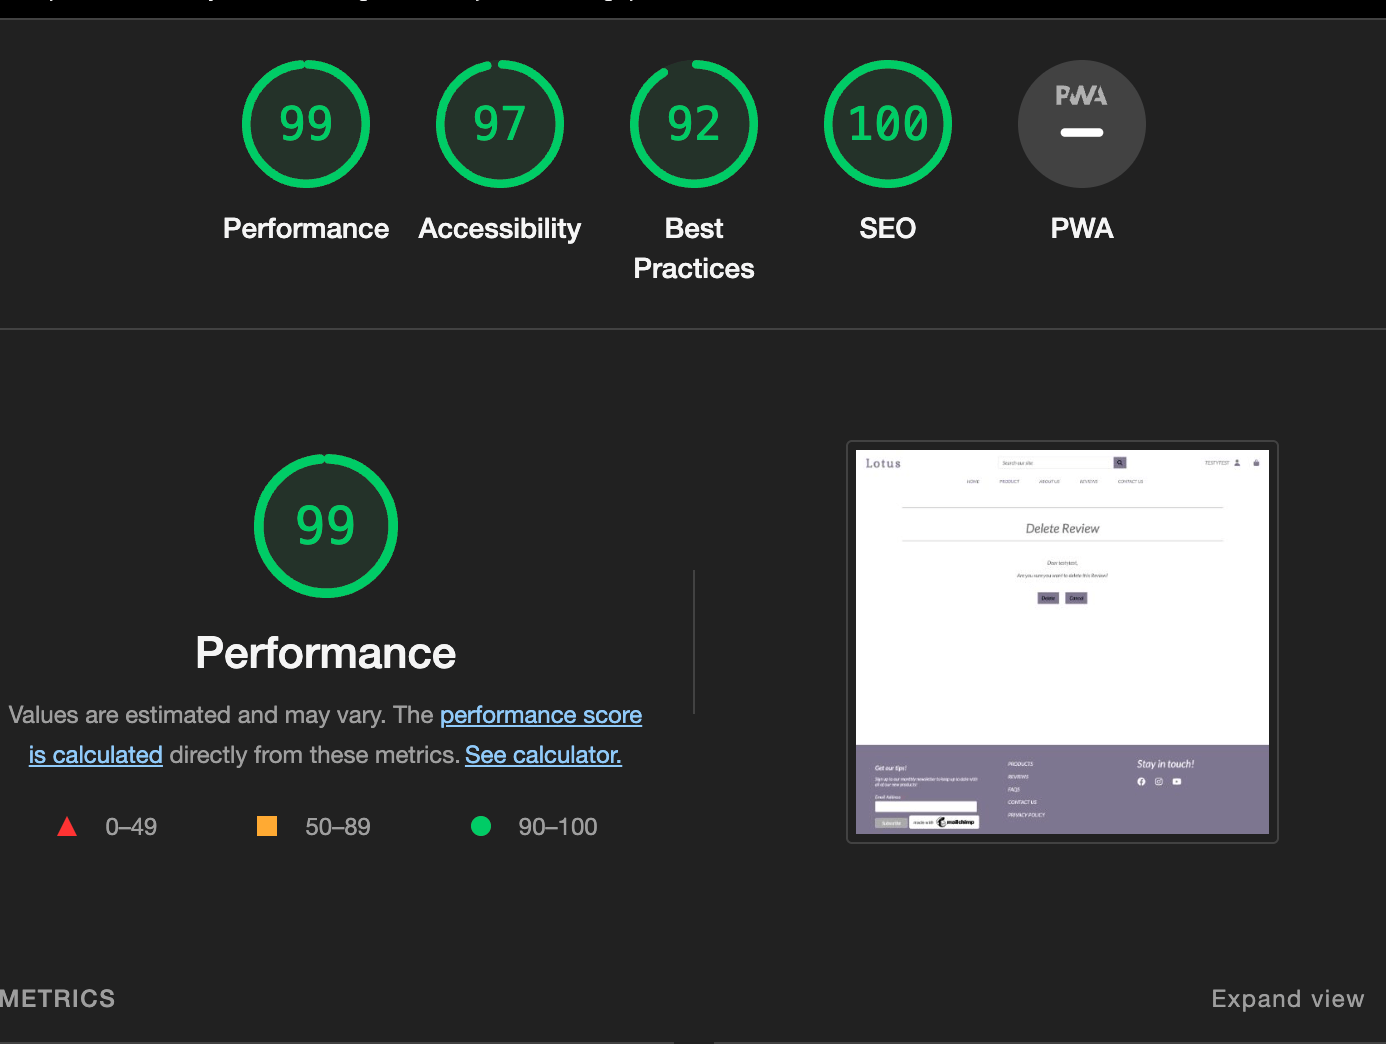 99
97
92
100
PWA
Performance
Accessibility
Best
Practices
SEO
PWA
99
Performance
Values are estimated and may vary. The performance score
is calculated directly from these metrics. See calculator.
0–49
50–89
90–100
Lotus
Search our site
TESTYTEST
HOME
PRODUCT
ABOUT US
REVIEWS
CONTACT US
Delete Review
Dear testytest,
Are you sure you want to delete this Review?
Delete
Cancel
Get our tips!
Sign up to our monthly newsletter to keep up to date with
all of our new products!
Email Address
Subscribe
made with
mailchimp
PRODUCTS
REVIEWS
FAQS
CONTACT US
PRIVACY POLICY
Stay in touch!
METRICS
Expand view